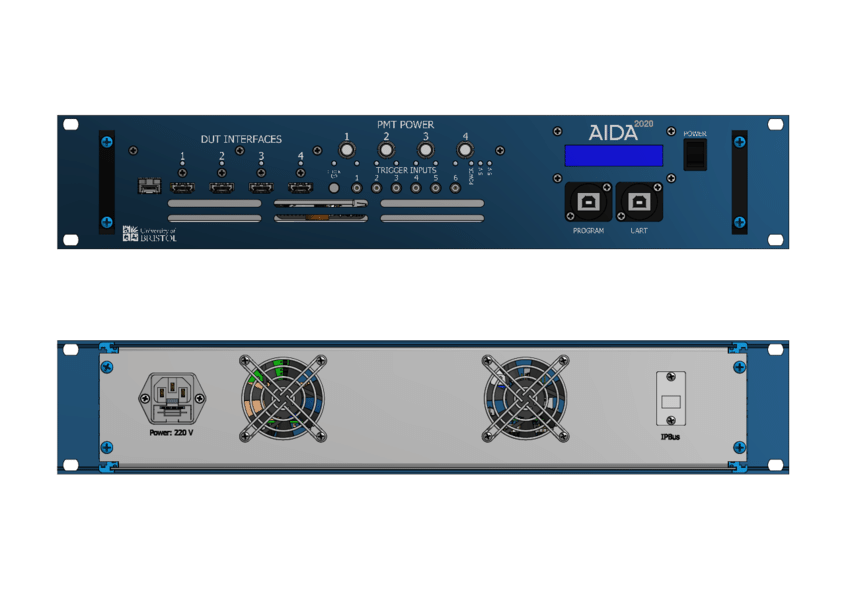 PMT POWER
AIDA 2020
DUT INTERFACES
POWER
1 2 3 4
1 2 3 4
TRIGGER INPUTS
1 2 3 4 5 6
POWER
University of
BRISTOL
PROGRAM
UART
Power: 220 V
IPBus